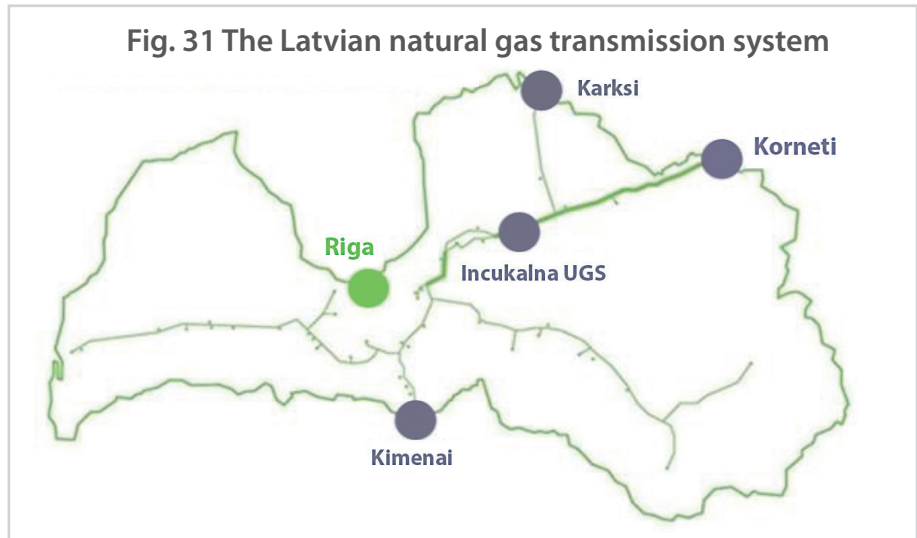 Fig. 31 The Latvian natural gas transmission system
Karksi
Korneti
Riga
Incukalna UGS
Kimenai